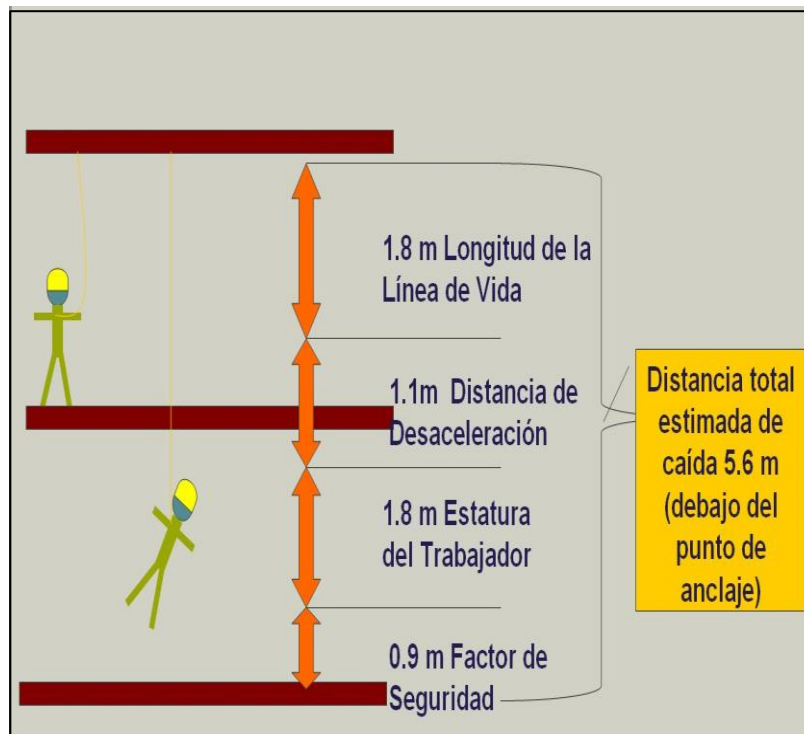 1.8 m Longitud de la
Línea de Vida
1.1m Distancia de
Desaceleración
1.8 m Estatura
del Trabajador
0.9 m Factor de
Seguridad
Distancia total
estimada de
caída 5.6 m
(debajo del
punto de
anclaje)